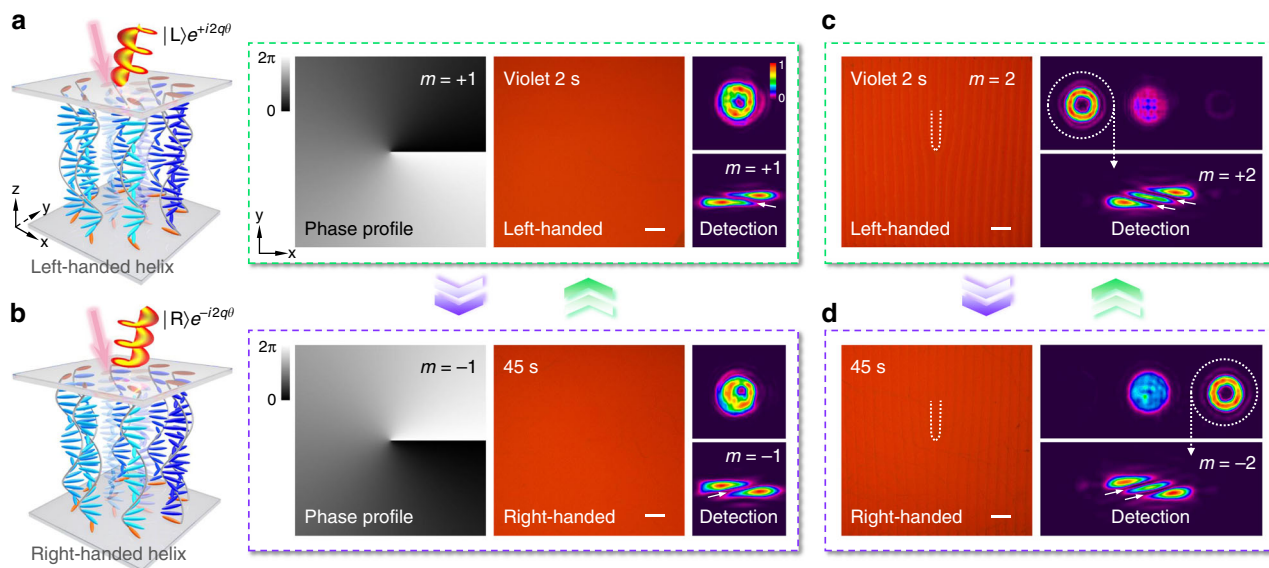 a
|L⟩e⁺ⁱ²qθ
z
y
x
Left-handed helix
2π
0
m = +1
Phase profile
y
x
Violet 2 s
Left-handed
1
0
m = +1
Detection
c
Violet 2 s
m = 2
Left-handed
m = +2
Detection
b
|R⟩e⁻ⁱ²qθ
Right-handed helix
2π
0
m = –1
Phase profile
45 s
Right-handed
m = –1
Detection
d
45 s
Right-handed
m = –2
Detection